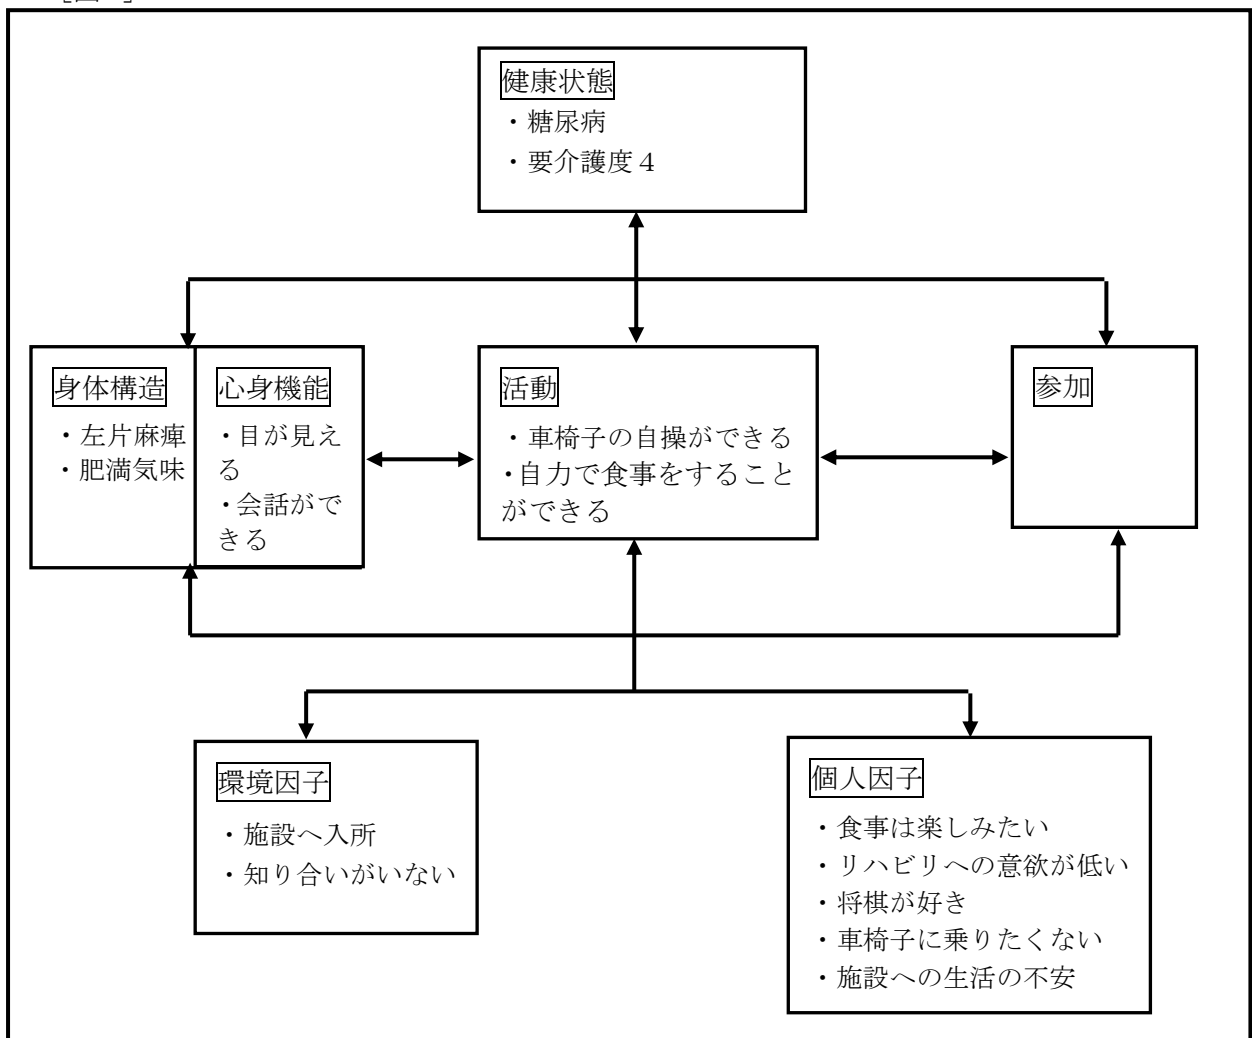 健康状態
・糖尿病
・要介護度４
身体構造
・左片麻痺
・肥満気味
心身機能
・目が見え
る
・会話がで
きる
活動
・車椅子の自操ができる
・自力で食事をすること
ができる
参加
環境因子
・施設へ入所
・知り合いがいない
個人因子
・食事は楽しみたい
・リハビリへの意欲が低い
・将棋が好き
・車椅子に乗りたくない
・施設への生活の不安